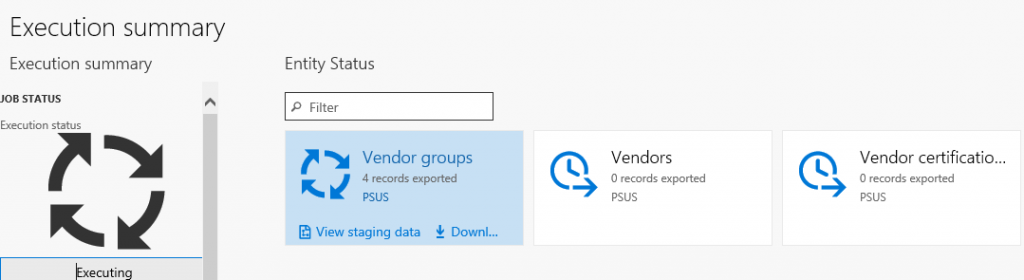 Execution summary
Execution summary
JOB STATUS
Execution status
Executing
Entity Status
Filter
Vendor groups
4 records exported
PSUS
View staging data
Downl...
Vendors
0 records exported
PSUS
Vendor certificatio...
0 records exported
PSUS